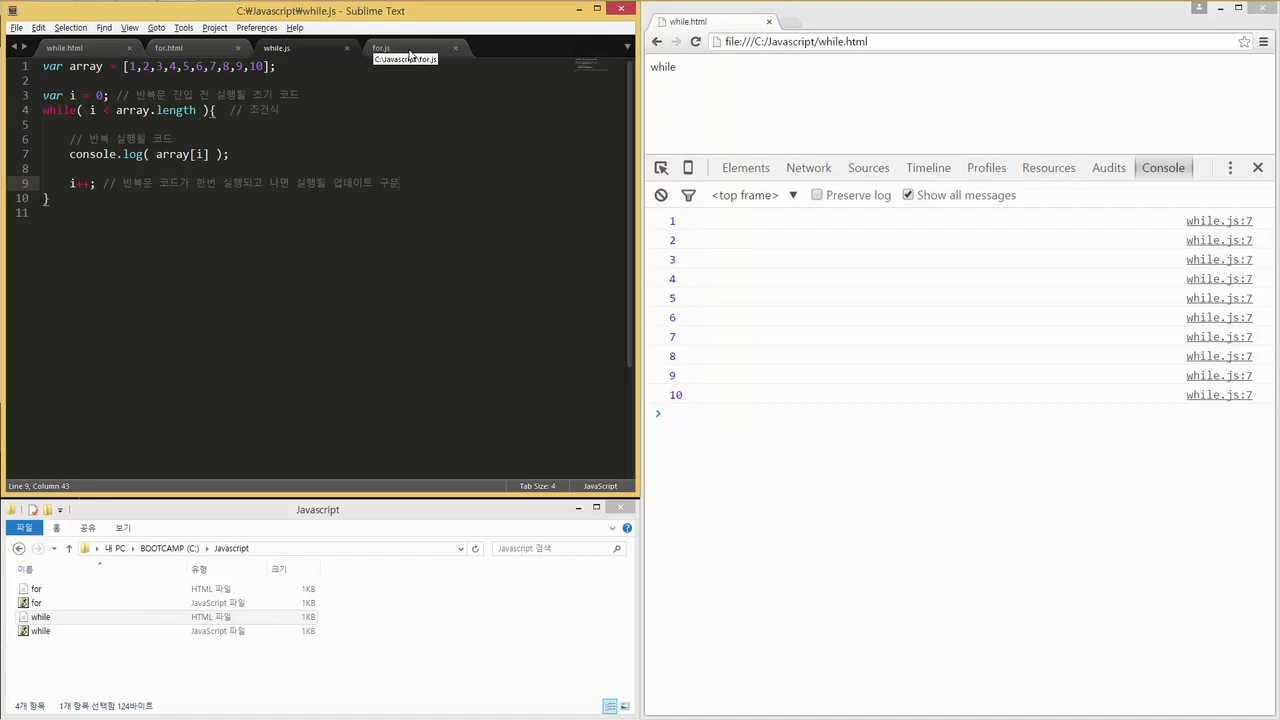 C:₩Javascript₩while.js - Sublime Text
File Edit Selection Find View Goto Tools Project Preferences Help
while.html for.html while.js for.js
C:\Javascript\for.js
1 var array = [1,2,3,4,5,6,7,8,9,10];
2
3 var i = 0; // 반복문 진입 전 실행될 초기 코드
4 while( i < array.length ){ // 조건식
5
6 // 반복 실행될 코드
7 console.log( array[i] );
8
9 i++; // 반복문 코드가 한번 실행되고 나면 실행될 업데이트 구문
10 }
11
Line 9, Column 43 Tab Size: 4 JavaScript
Javascript
파일 홈 공유 보기
내 PC BOOTCAMP (C:) Javascript Javascript 검색
이름 유형 크기
for HTML 파일 1KB
for JavaScript 파일 1KB
while HTML 파일 1KB
while JavaScript 파일 1KB
4개 항목 1개 항목 선택함 124바이트
while.html
file:///C:/Javascript/while.html
while
Elements Network Sources Timeline Profiles Resources Audits Console
<top frame> Preserve log Show all messages
1 while.js:7
2 while.js:7
3 while.js:7
4 while.js:7
5 while.js:7
6 while.js:7
7 while.js:7
8 while.js:7
9 while.js:7
10 while.js:7